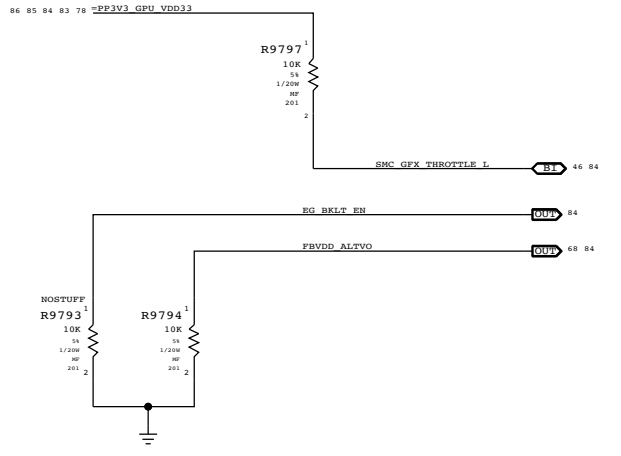 86 85 84 83 78 =PP3V3_GPU_VDD33
R9797 1
10K
5%
1/20W
MF
201
2
SMC_GFX_THROTTLE_L BI 46 84
EG_BKLT_EN OUT 84
FBVDD_ALTVO OUT 68 84
NOSTUFF
R9793 1
10K
5%
1/20W
MF
201
2
R9794 1
10K
5%
1/20W
MF
201
2